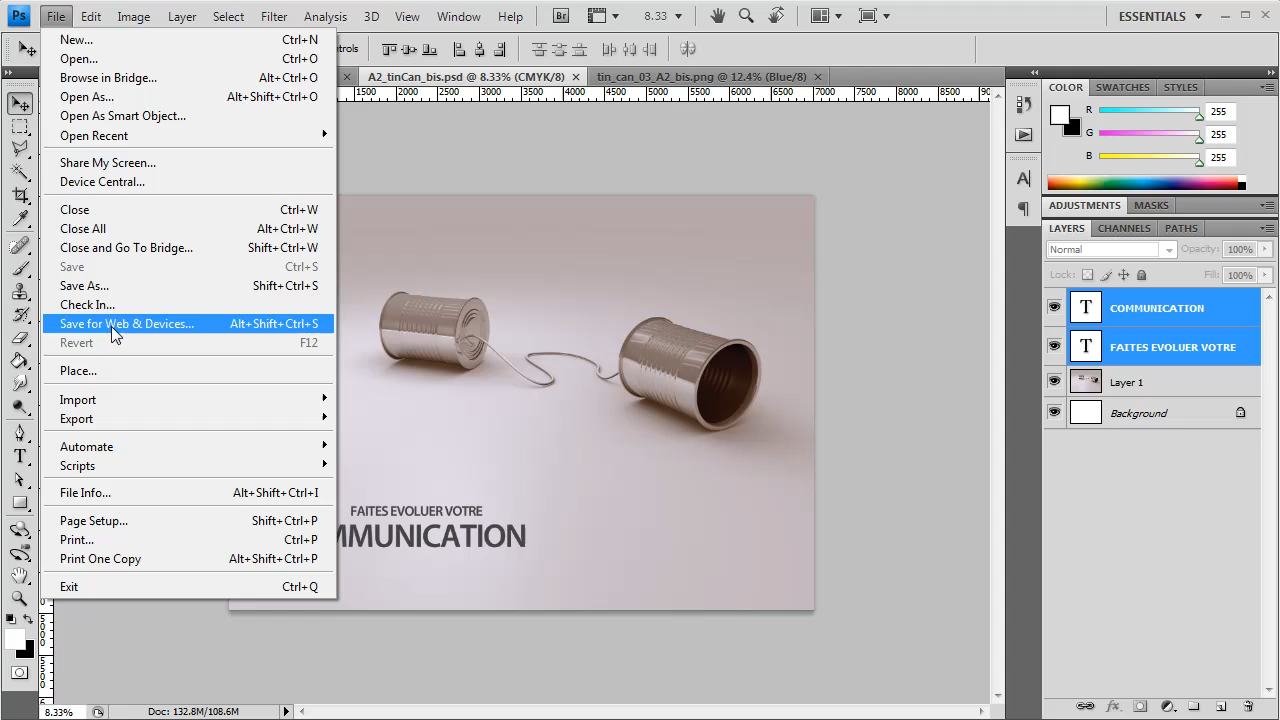 Ps File Edit Image Layer Select Filter Analysis 3D View Window Help Br 8.33 ESSENTIALS
New... Ctrl+N
Open... Ctrl+O
Browse in Bridge... Alt+Ctrl+O
Open As... Alt+Shift+Ctrl+O
Open As Smart Object...
Open Recent
Share My Screen...
Device Central...
Close Ctrl+W
Close All Alt+Ctrl+W
Close and Go To Bridge... Shift+Ctrl+W
Save Ctrl+S
Save As... Shift+Ctrl+S
Check In...
Save for Web & Devices... Alt+Shift+Ctrl+S
Revert F12
Place...
Import
Export
Automate
Scripts
File Info... Alt+Shift+Ctrl+I
Page Setup... Shift+Ctrl+P
Print... Ctrl+P
Print One Copy Alt+Shift+Ctrl+P
Exit Ctrl+Q
A2_tinCan_bis.psd @ 8.33% (CMYK/8) tin_can_03_A2_bis.png @ 12.4% (Blue/8)
1500 2000 2500 3000 3500 4000 4500 5000 5500 6000 6500 7000 7500 8000 8500
FAITES EVOLUER VOTRE
MMUNICATION
COLOR SWATCHES STYLES
R 255
G 255
B 255
ADJUSTMENTS MASKS
LAYERS CHANNELS PATHS
Normal Opacity: 100%
Lock: Fill: 100%
T COMMUNICATION
T FAITES EVOLUER VOTRE
Layer 1
Background
8.33% Doc: 132.8M/108.6M